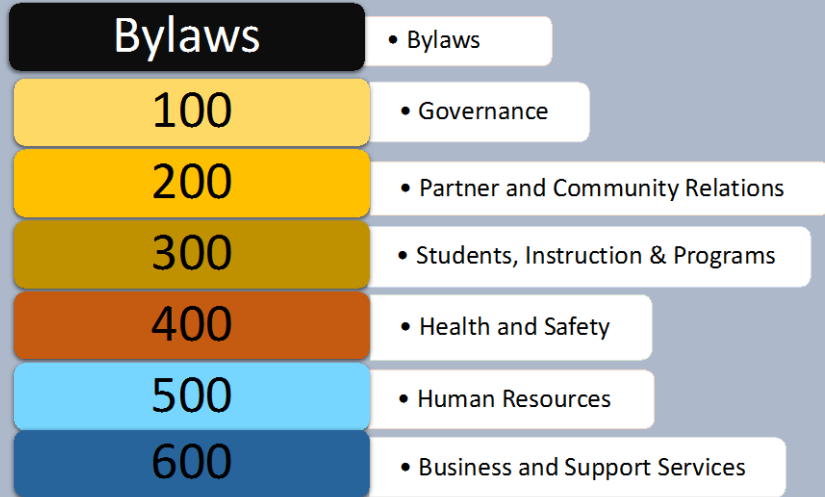 Bylaws • Bylaws
100 • Governance
200 • Partner and Community Relations
300 • Students, Instruction & Programs
400 • Health and Safety
500 • Human Resources
600 • Business and Support Services